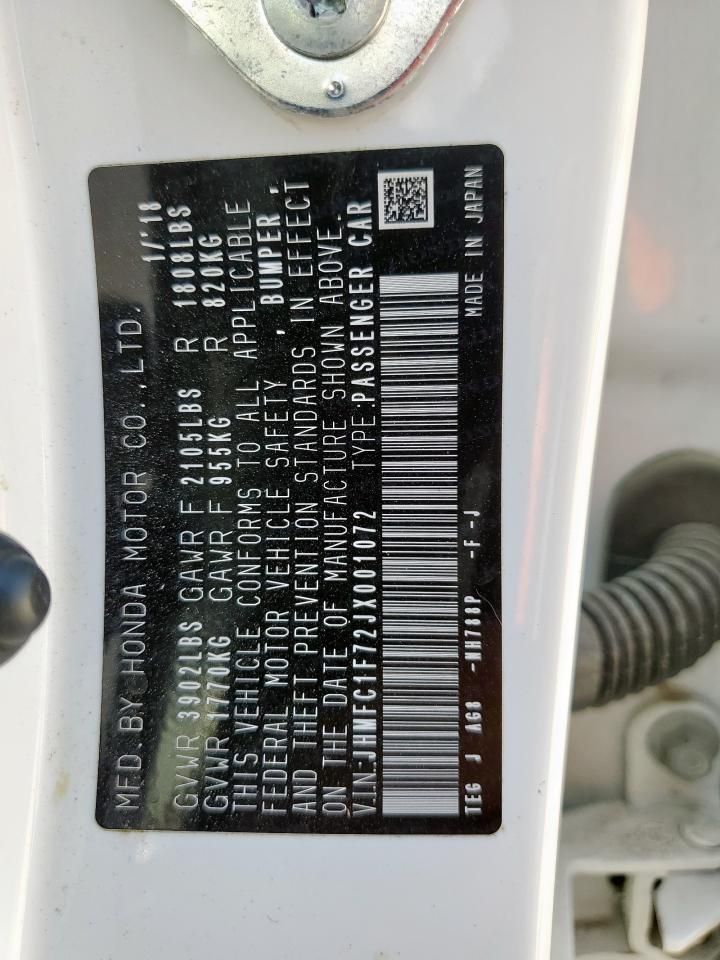 MFD. BY HONDA MOTOR CO.,LTD. 1/'18
GVWR 3902LBS GAWR F 2105LBS R 1808LBS
GVWR 1770KG GAWR F 955KG R 820KG
THIS VEHICLE CONFORMS TO ALL APPLICABLE
FEDERAL MOTOR VEHICLE SAFETY , BUMPER ,
AND THEFT PREVENTION STANDARDS IN EFFECT
ON THE DATE OF MANUFACTURE SHOWN ABOVE.
V.I.N:JHMEC1F72JX001072 TYPE:PASSENGER CAR
TEG J AG8 -NH788P -F-J MADE IN JAPAN